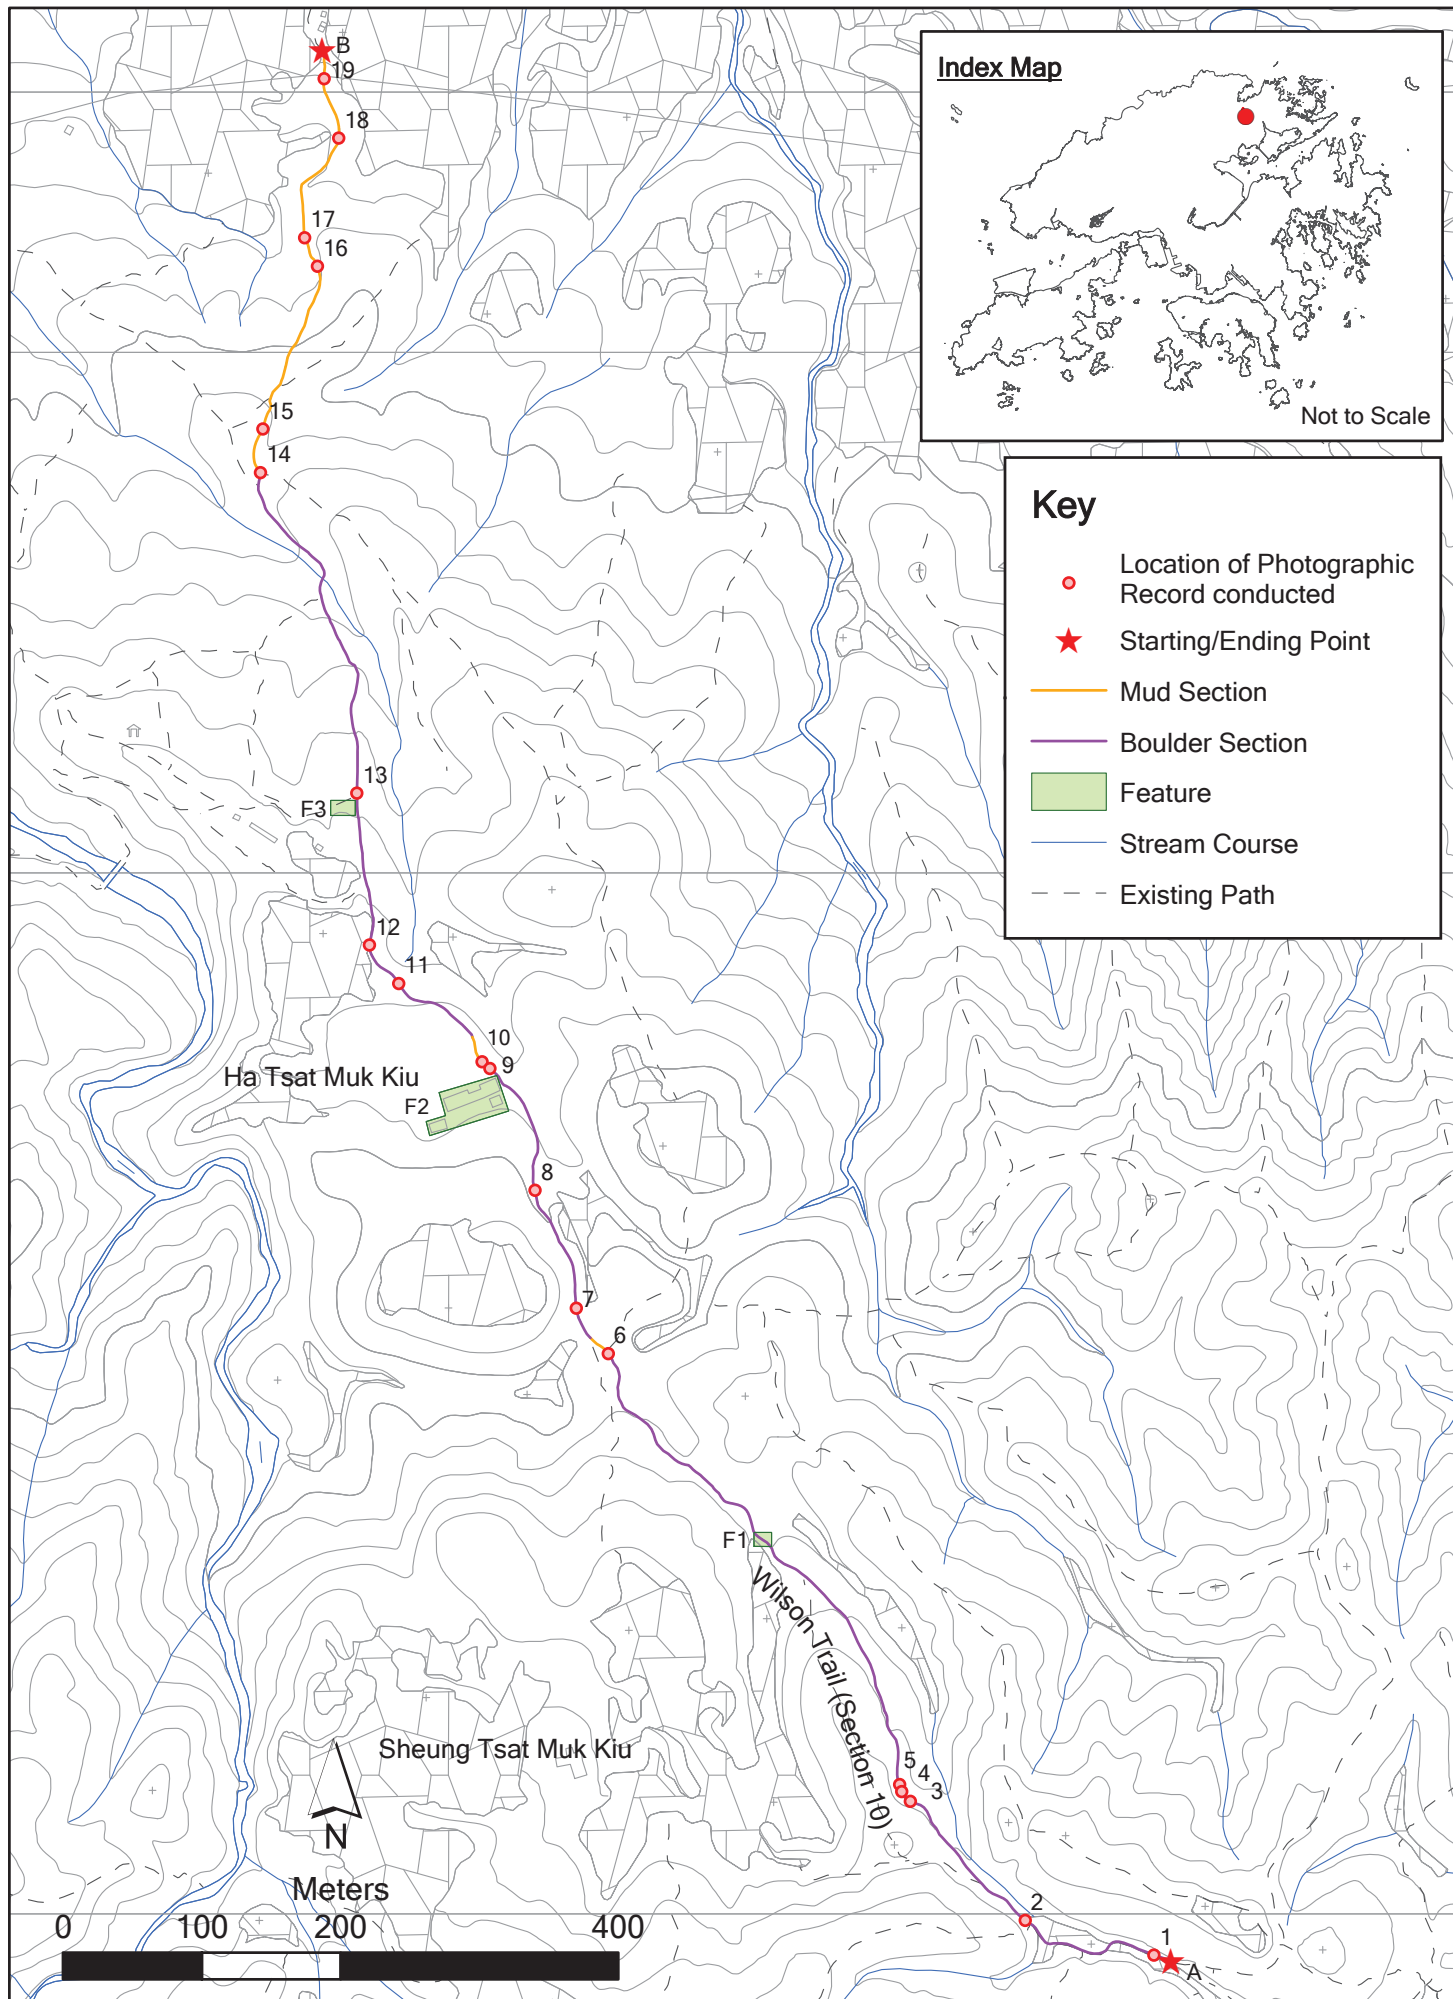 B
19
18
17
16
15
14
13
F3
12
11
10
9
Ha Tsat Muk Kiu
F2
8
7
6
F1
Wilson Trail (Section 10)
Sheung Tsat Muk Kiu
5
4
3
2
1
A
N
Meters
0 100 200 400
Index Map
Not to Scale
Key
Location of Photographic
Record conducted
Starting/Ending Point
Mud Section
Boulder Section
Feature
Stream Course
Existing Path